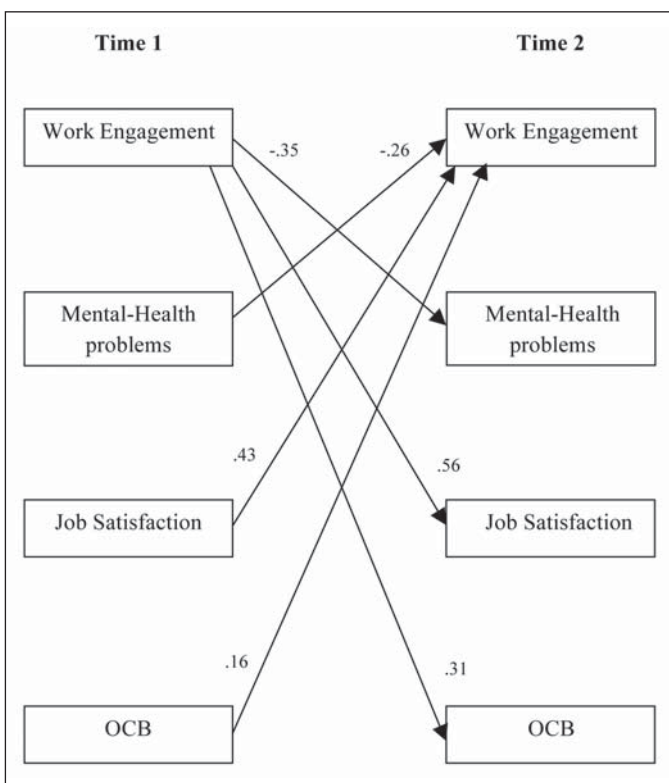 Time 1
Time 2
Work Engagement
Work Engagement
-.35
-.26
Mental-Health
problems
Mental-Health
problems
.43
.56
Job Satisfaction
Job Satisfaction
.16
.31
OCB
OCB